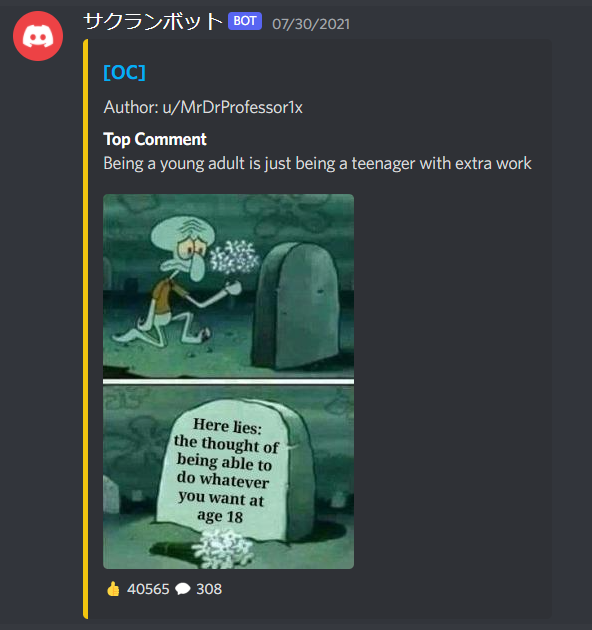 サクランボット BOT 07/30/2021
[OC]
Author: u/MrDrProfessor1x
Top Comment
Being a young adult is just being a teenager with extra work
Here lies:
the thought of
being able to
do whatever
you want at
age 18
👍 40565 💬 308